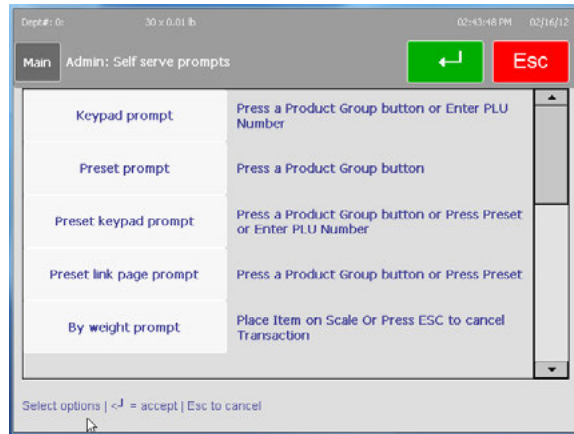 Dept#: 0: 30 x 0.01 lb 02:43:48 PM 02/16/12
Main Admin: Self serve prompts Esc
Keypad prompt
Press a Product Group button or Enter PLU
Number
Preset prompt
Press a Product Group button
Preset keypad prompt
Press a Product Group button or Press Preset
or Enter PLU Number
Preset link page prompt
Press a Product Group button or Press Preset
By weight prompt
Place Item on Scale Or Press ESC to cancel
Transaction
Select options | <┘ = accept | Esc to cancel